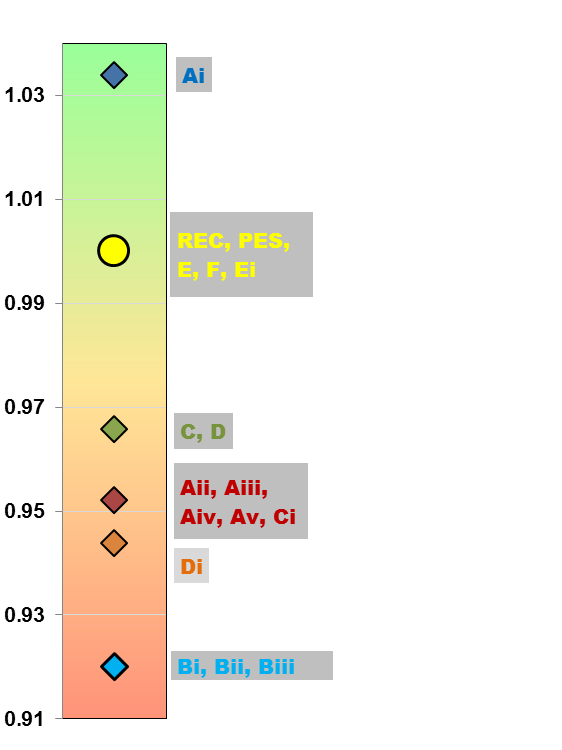 1.03
Ai
1.01
REC, PES,
E, F, Ei
0.99
0.97
C, D
Aii, Aiii,
Aiv, Av, Ci
0.95
Di
0.93
Bi, Bii, Biii
0.91